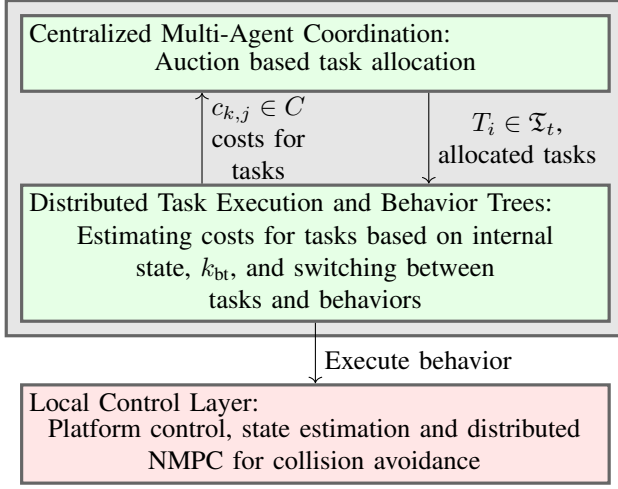 Centralized Multi-Agent Coordination:
Auction based task allocation
$c_{k,j} \in C$
costs for
tasks
$T_i \in \mathfrak{T}_t$,
allocated tasks
Distributed Task Execution and Behavior Trees:
Estimating costs for tasks based on internal
state, $k_{\text{bt}}$, and switching between
tasks and behaviors
Execute behavior
Local Control Layer:
Platform control, state estimation and distributed
NMPC for collision avoidance